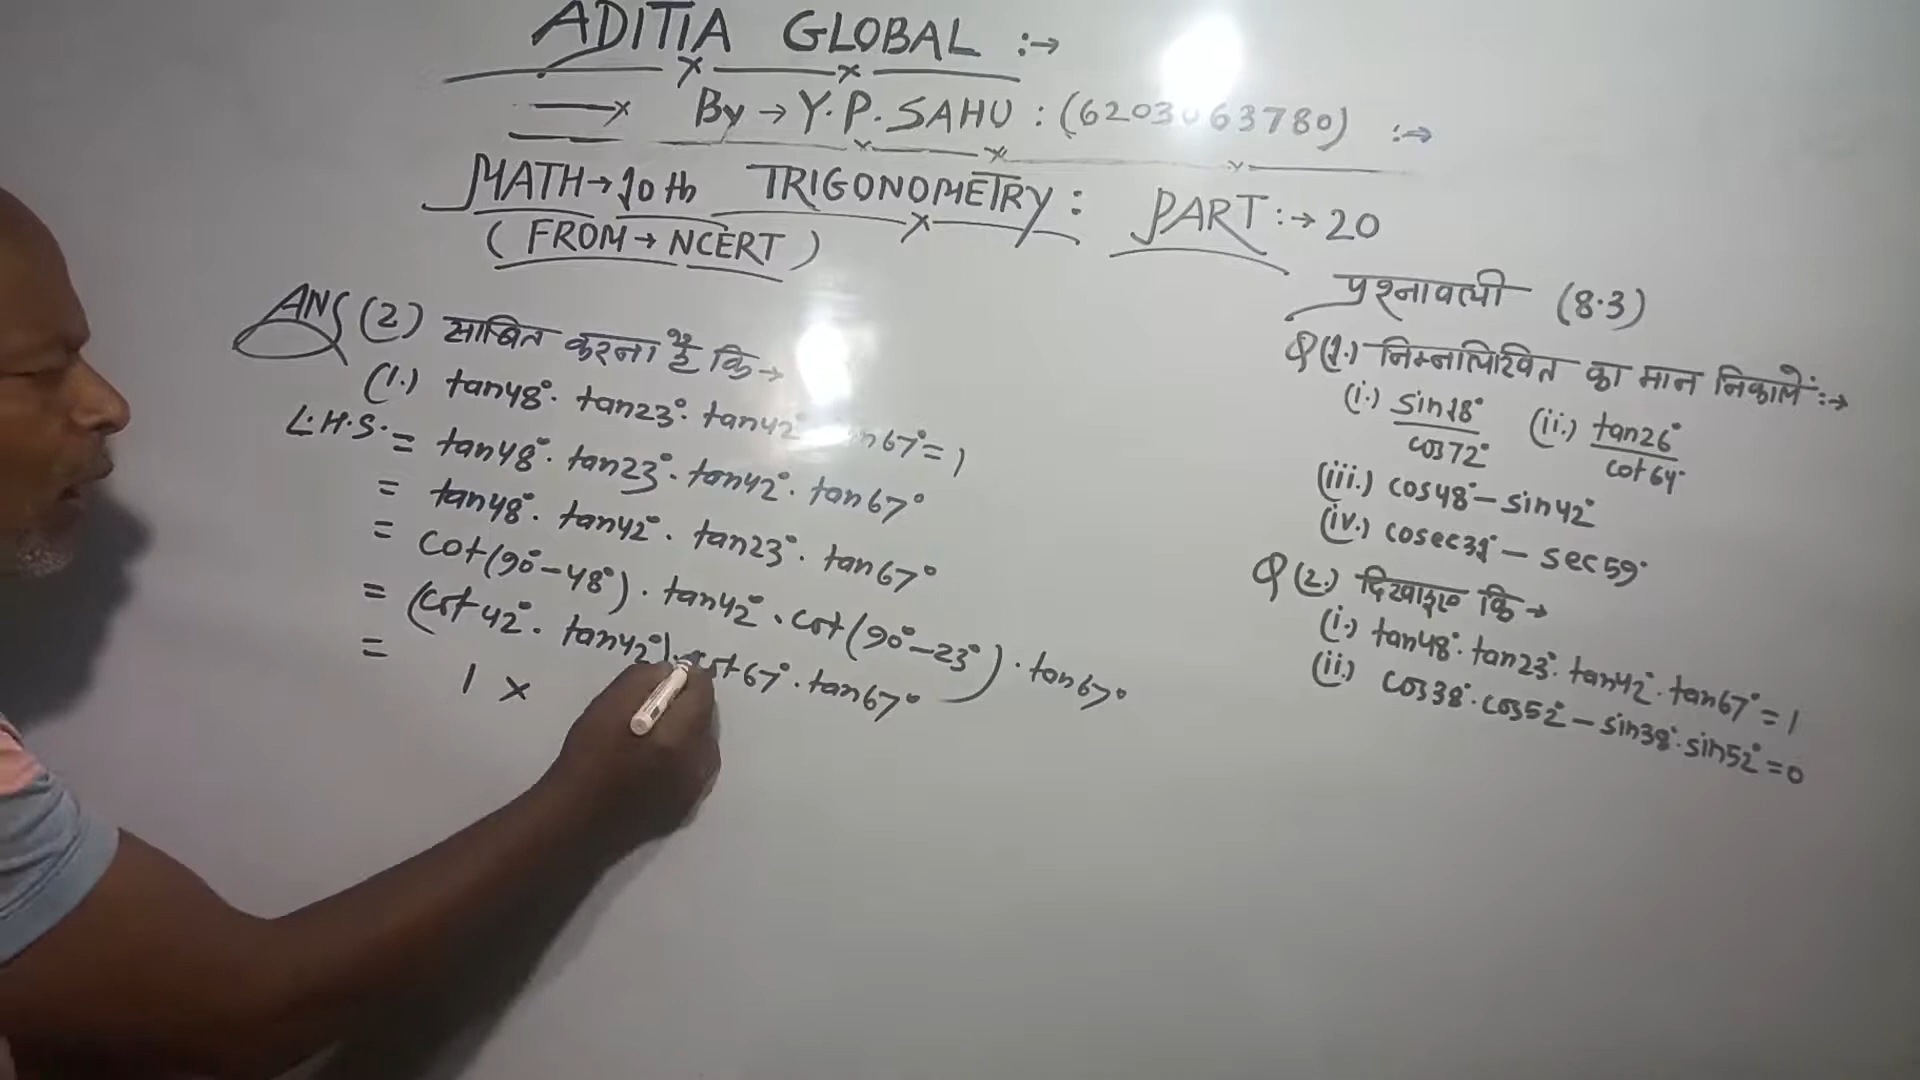 ADITIA GLOBAL :→
By → Y. P. SAHU : (6203063780) :→
MATH → 10th TRIGONOMETRY : PART :→ 20
(FROM → NCERT)
ANS (2) साबित करना है कि →
(1.) tan48°. tan23°. tan42° 67° = 1
L.H.S. = tan48°. tan23°. tan42°. tan67°
= tan48°. tan42°. tan23°. tan67°
= cot(90°-48°). tan42°. cot(90°-23°). tan67°
= (cot42°. tan42°). cot67°. tan67°
= 1 ×
प्रश्नावली (8.3)
Q (1.) निम्नलिखित का मान निकालें :→
(i.) sin18°/cos72° (ii.) tan26°/cot64°
(iii.) cos48° - sin42°
(iv.) cosec31° - sec59°
Q (2.) दिखाइए कि →
(i.) tan48°. tan23°. tan42°. tan67° = 1
(ii.) cos38°. cos52° - sin38°. sin52° = 0